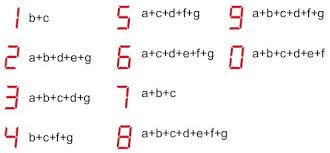 1 b+c
2 a+b+d+e+g
3 a+b+c+d+g
4 b+c+f+g
5 a+c+d+f+g
6 a+c+d+e+f+g
7 a+b+c
8 a+b+c+d+e+f+g
9 a+b+c+d+f+g
0 a+b+c+d+e+f